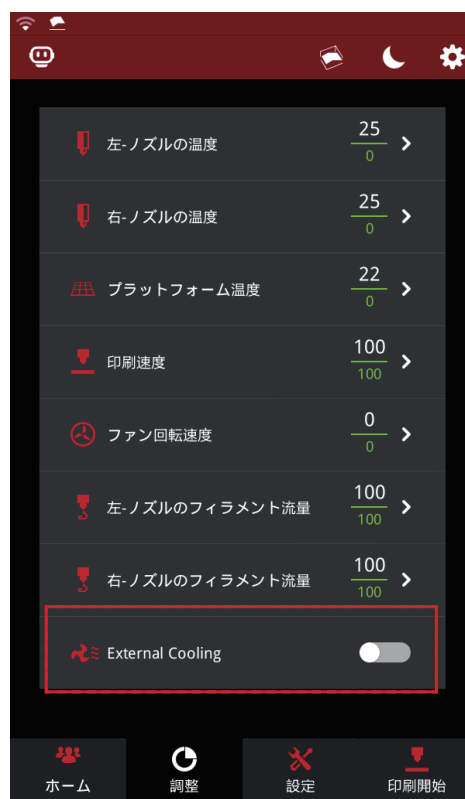 左-ノズルの温度
25
0
右-ノズルの温度
25
0
プラットフォーム温度
22
0
印刷速度
100
100
ファン回転速度
0
0
左-ノズルのフィラメント流量
100
100
右-ノズルのフィラメント流量
100
100
External Cooling
ホーム
調整
設定
印刷開始